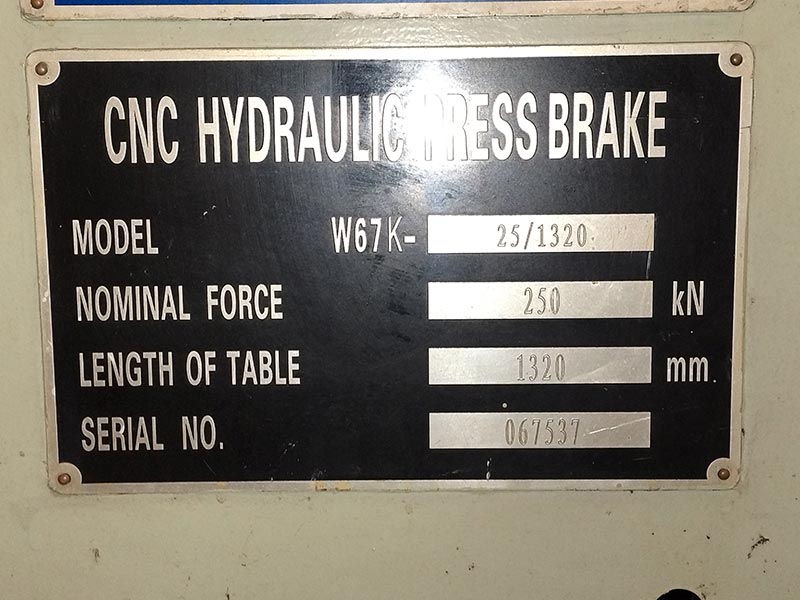 CNC HYDRAULIC PRESS BRAKE
MODEL W67K- 25/1320
NOMINAL FORCE 250 kN
LENGTH OF TABLE 1320 mm
SERIAL NO. 067537